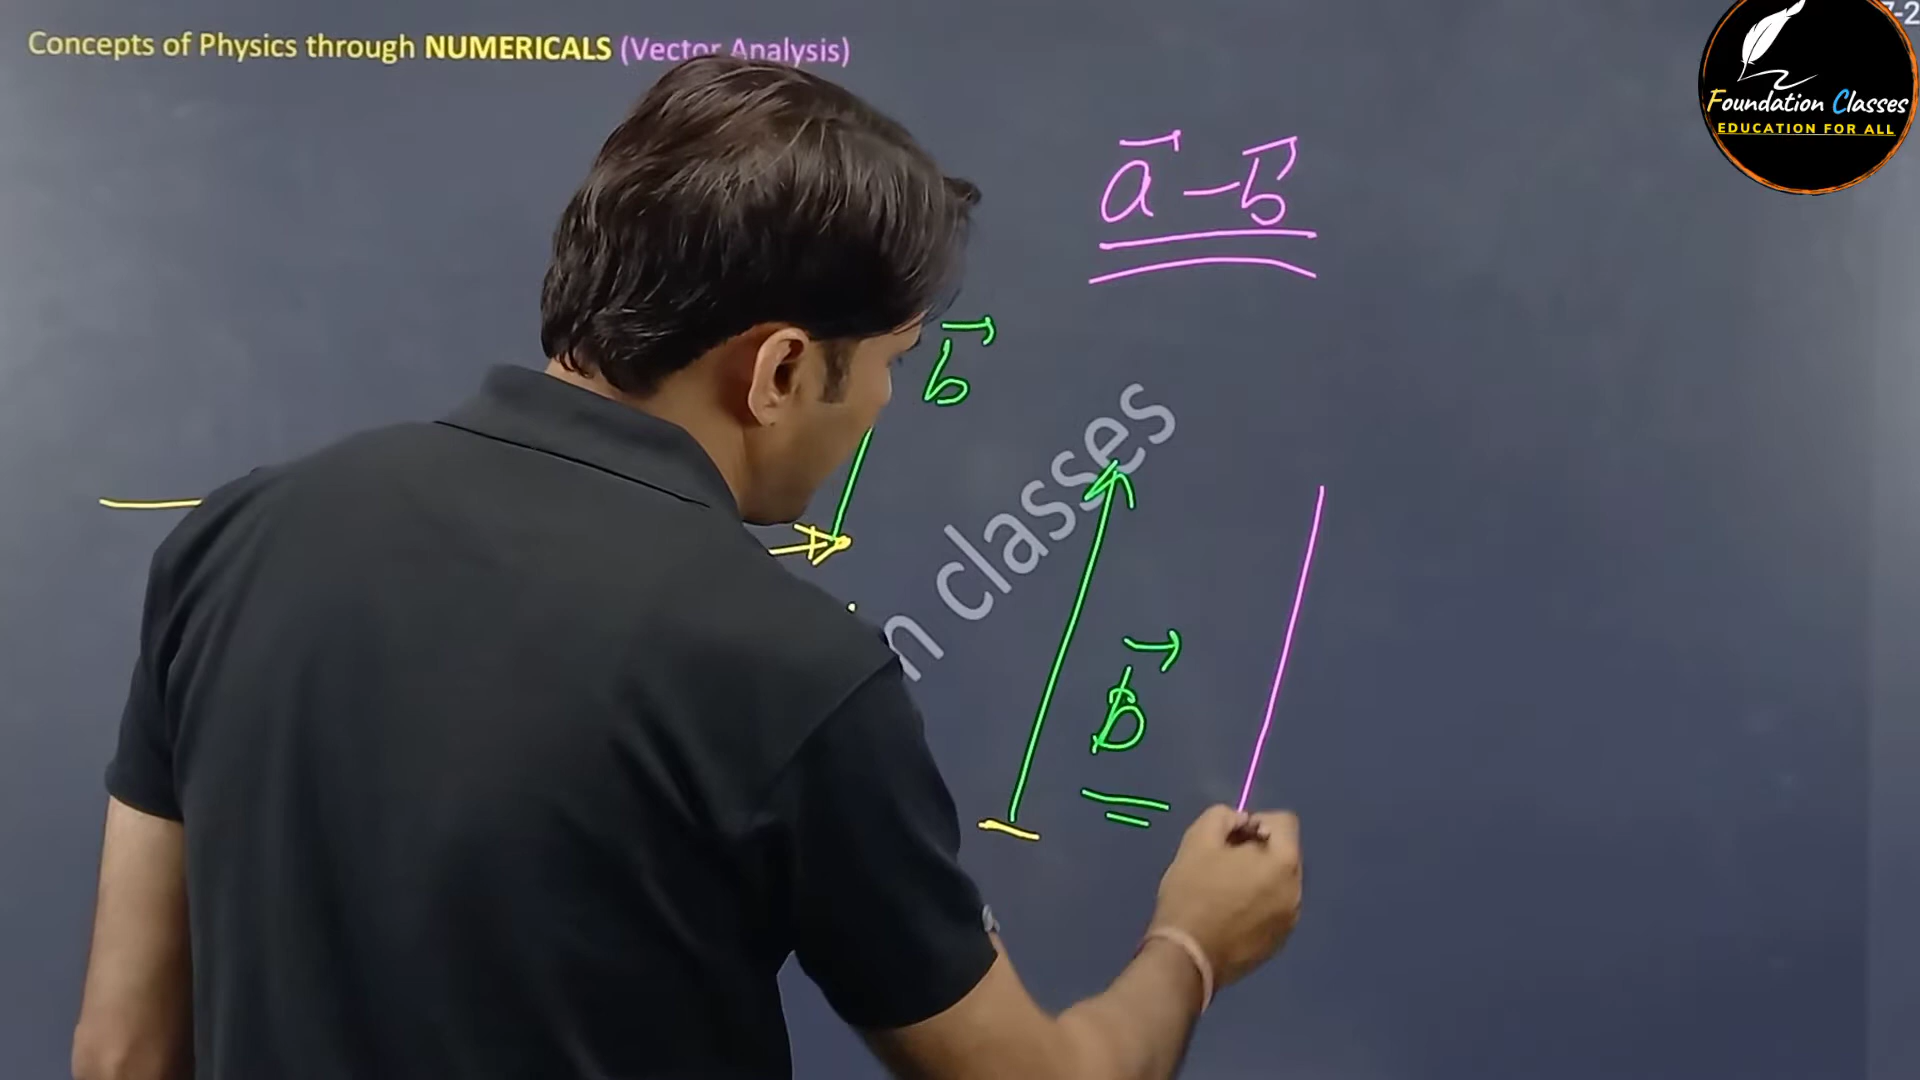 Concepts of Physics through NUMERICALS (Vector Analysis)
Foundation Classes
EDUCATION FOR ALL
a⃗ - b⃗
b⃗
classes
b⃗